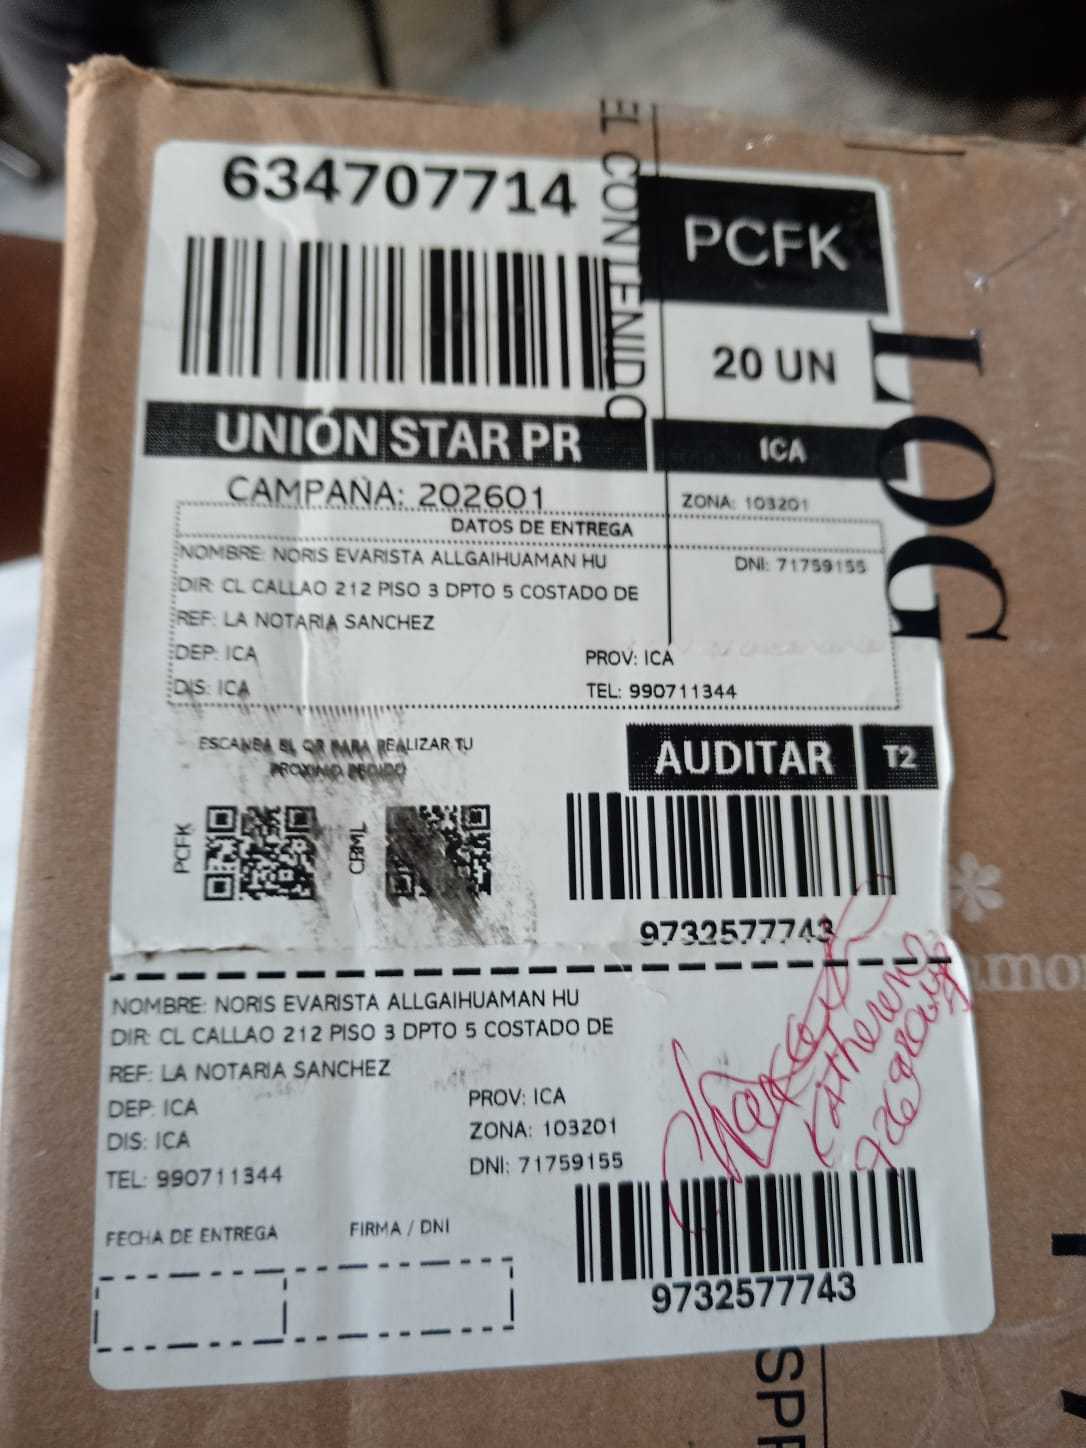 EL CONTENIDO
634707714
PCFK
20 UN
UNIÓN STAR PR
ICA
CAMPAÑA: 202601
ZONA: 103201
DATOS DE ENTREGA
NOMBRE: NORIS EVARISTA ALLGAIHUAMAN HU
DNI: 71759155
DIR: CL CALLAO 212 PISO 3 DPTO 5 COSTADO DE
REF: LA NOTARIA SANCHEZ
DEP: ICA
PROV: ICA
DIS: ICA
TEL: 990711344
ESCANEA EL QR PARA REALIZAR TU
PROXIMO PEDIDO
AUDITAR
T2
PCFK
CRML
9732577743
NOMBRE: NORIS EVARISTA ALLGAIHUAMAN HU
DIR: CL CALLAO 212 PISO 3 DPTO 5 COSTADO DE
REF: LA NOTARIA SANCHEZ
DEP: ICA
PROV: ICA
DIS: ICA
ZONA: 103201
TEL: 990711344
DNI: 71759155
FECHA DE ENTREGA
FIRMA / DNI
Katheren
9732577743
LOG